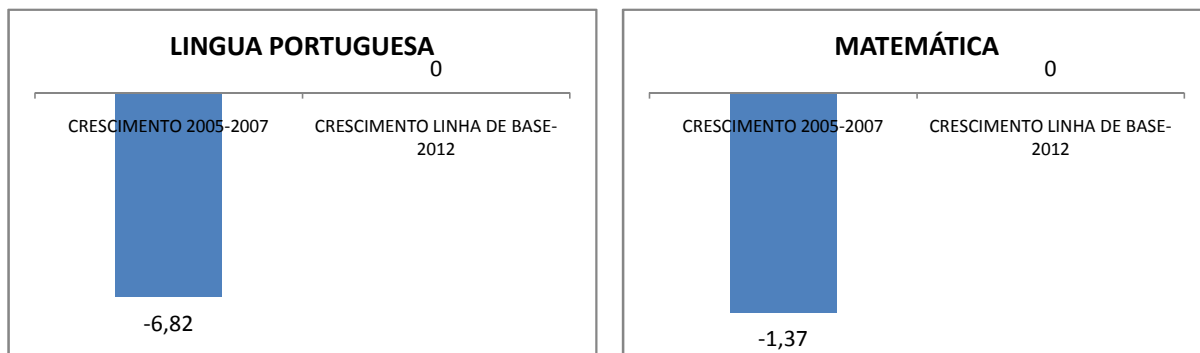 LINGUA PORTUGUESA
0
CRESCIMENTO 2005-2007
CRESCIMENTO LINHA DE BASE-
2012
-6,82
MATEMÁTICA
0
CRESCIMENTO 2005-2007
CRESCIMENTO LINHA DE BASE-
2012
-1,37